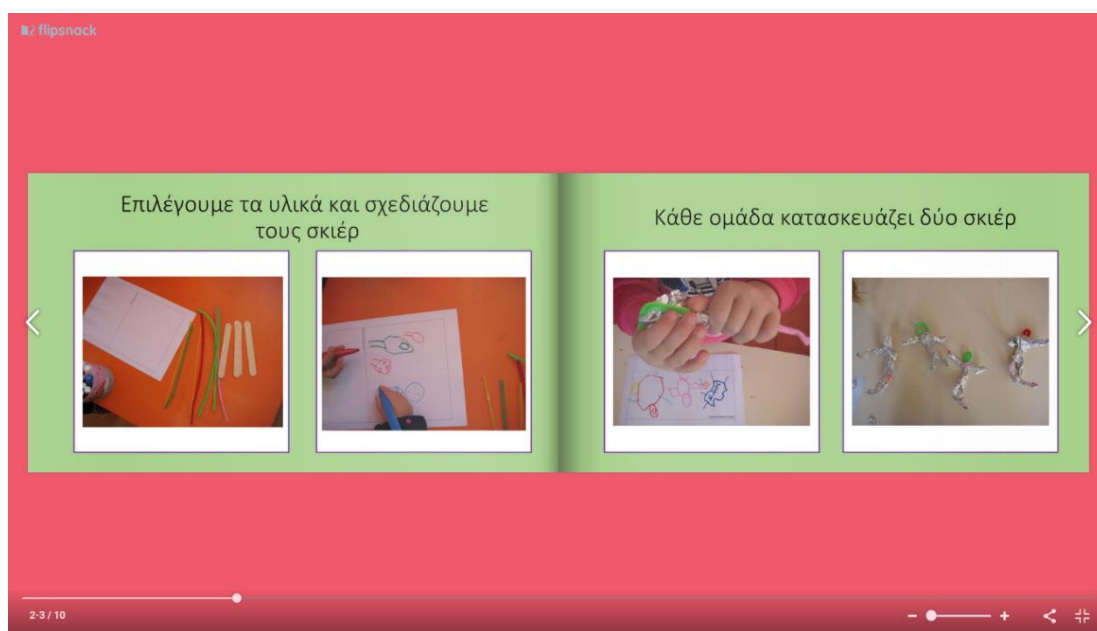 flipsnack
Επιλέγουμε τα υλικά και σχεδιάζουμε
τους σκιέρ
Κάθε ομάδα κατασκευάζει δύο σκιέρ
2-3 / 10